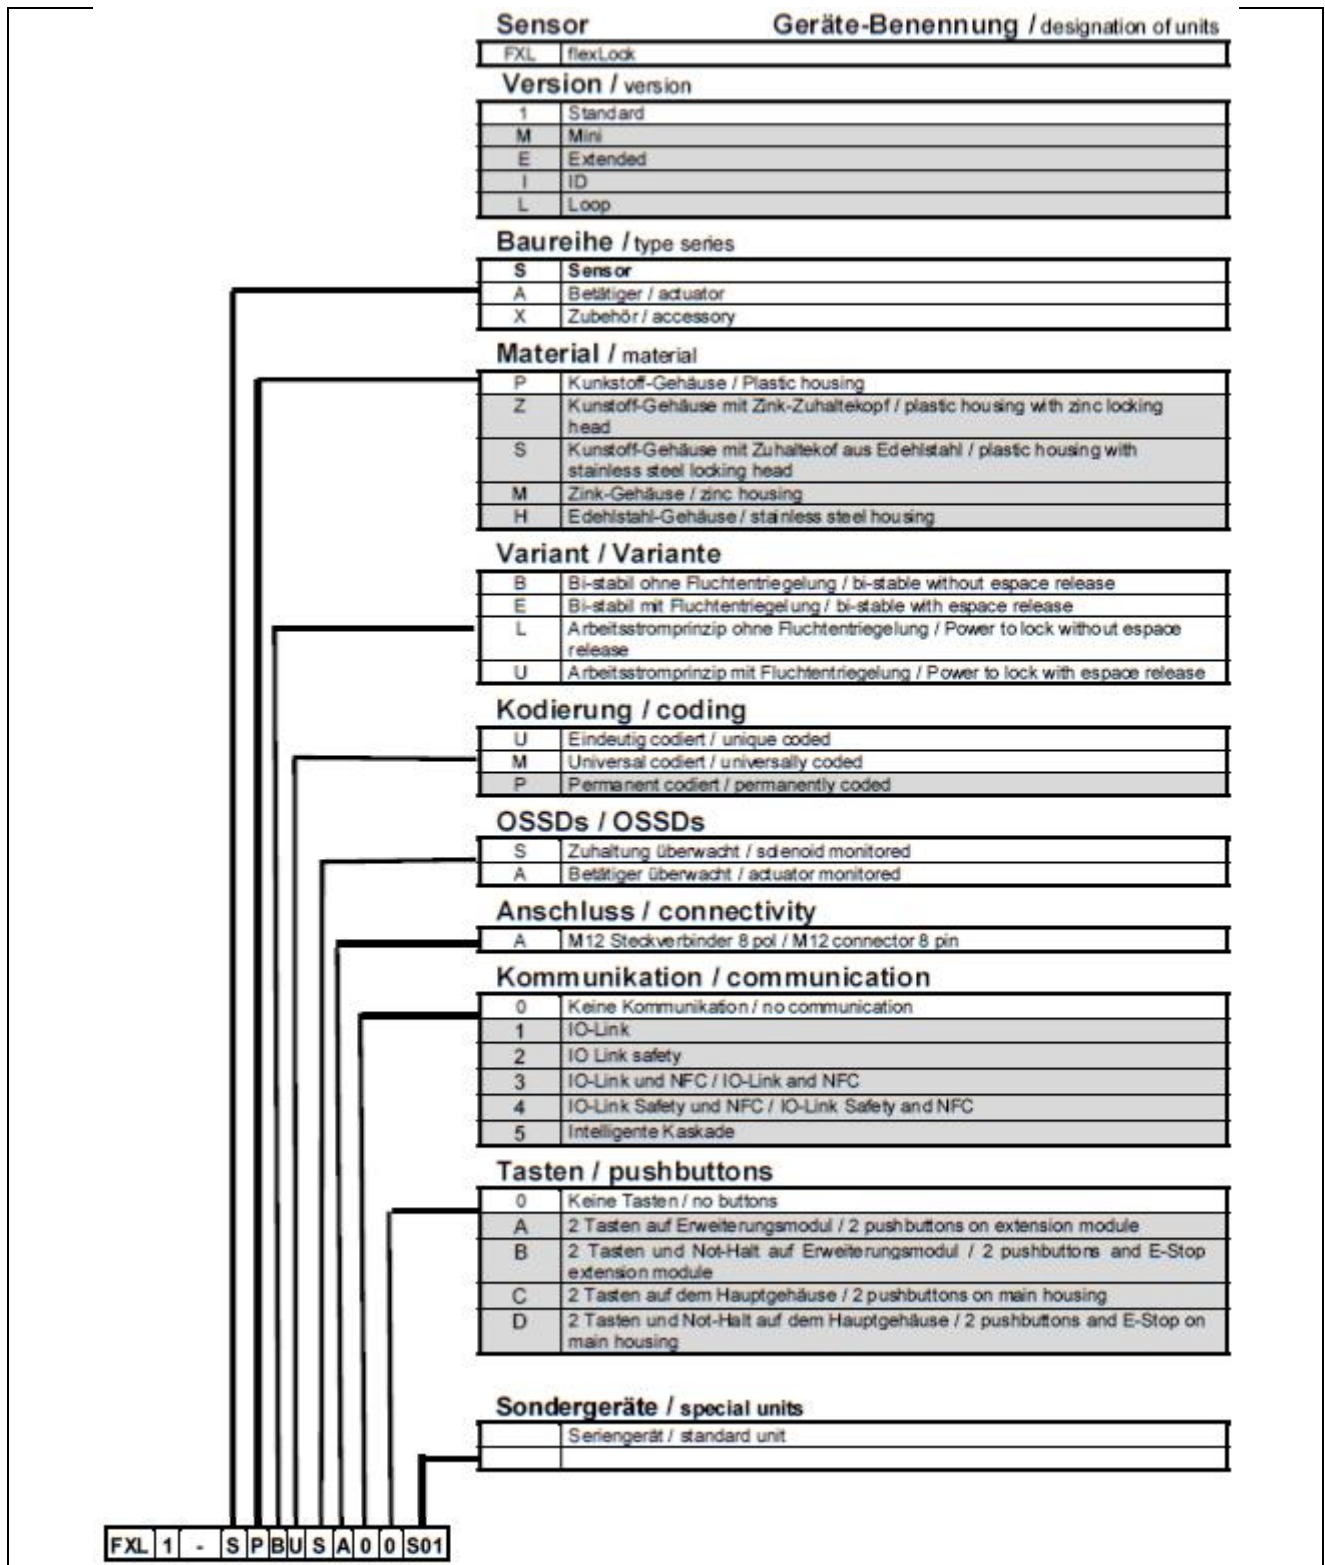 Sensor Geräte-Benennung / designation of units
FXL flexLock
Version / version
1 Standard
M Mini
E Extended
I ID
L Loop
Baureihe / type series
S Sensor
A Betätiger / actuator
X Zubehör / accessory
Material / material
P Kunkstoff-Gehäuse / Plastic housing
Z Kunstoff-Gehäuse mit Zink-Zuhaltekopf / plastic housing with zinc locking
head
S Kunstoff-Gehäuse mit Zuhaltekof aus Edehlstahl / plastic housing with
stainless steel locking head
M Zink-Gehäuse / zinc housing
H Edehlstahl-Gehäuse / stainless steel housing
Variant / Variante
B Bi-stabil ohne Fluchtentriegelung / bi-stable without espace release
E Bi-stabil mit Fluchtentriegelung / bi-stable with espace release
L Arbeitsstromprinzip ohne Fluchtentriegelung / Power to lock without espace
release
U Arbeitsstromprinzip mit Fluchtentriegelung / Power to lock with espace release
Kodierung / coding
U Eindeutig codiert / unique coded
M Universal codiert / universally coded
P Permanent codiert / permanently coded
OSSDs / OSSDs
S Zuhaltung überwacht / solenoid monitored
A Betätiger überwacht / actuator monitored
Anschluss / connectivity
A M12 Steckverbinder 8 pol / M12 connector 8 pin
Kommunikation / communication
0 Keine Kommunikation / no communication
1 IO-Link
2 IO Link safety
3 IO-Link und NFC / IO-Link and NFC
4 IO-Link Safety und NFC / IO-Link Safety and NFC
5 Intelligente Kaskade
Tasten / pushbuttons
0 Keine Tasten / no buttons
A 2 Tasten auf Erweiterungsmodul / 2 pushbuttons on extension module
B 2 Tasten und Not-Halt auf Erweiterungsmodul / 2 pushbuttons and E-Stop
extension module
C 2 Tasten auf dem Hauptgehäuse / 2 pushbuttons on main housing
D 2 Tasten und Not-Halt auf dem Hauptgehäuse / 2 pushbuttons and E-Stop on
main housing
Sondergeräte / special units
Seriengerät / standard unit
FXL 1 - S P B U S A 0 0 S01